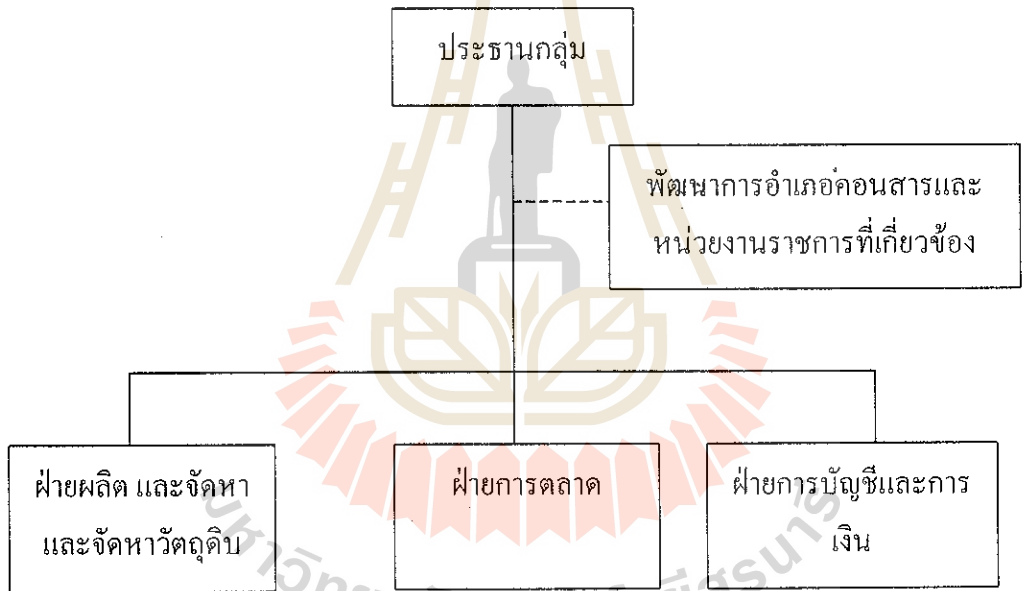 ประธานกลุ่ม
พัฒนาการอำเภอคอนสารและ
หน่วยงานราชการที่เกี่ยวข้อง
ฝ่ายผลิต และจัดหา
และจัดหาวัตถุดิบ
ฝ่ายการตลาด
ฝ่ายการบัญชีและการ
เงิน